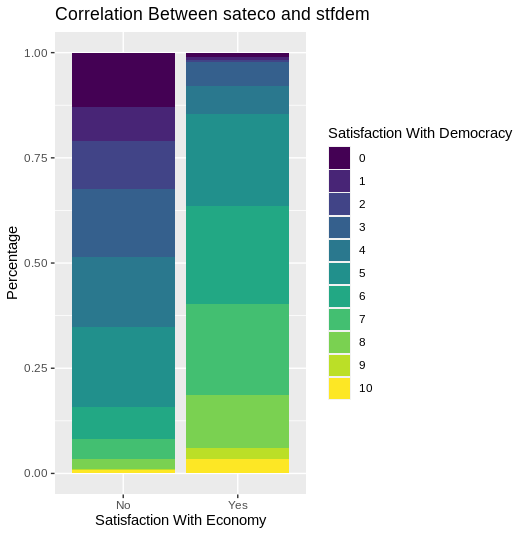 Correlation Between sateco and stfdem
1.00
0.75
0.50
0.25
0.00
Percentage
No
Yes
Satisfaction With Economy
Satisfaction With Democracy
0
1
2
3
4
5
6
7
8
9
10